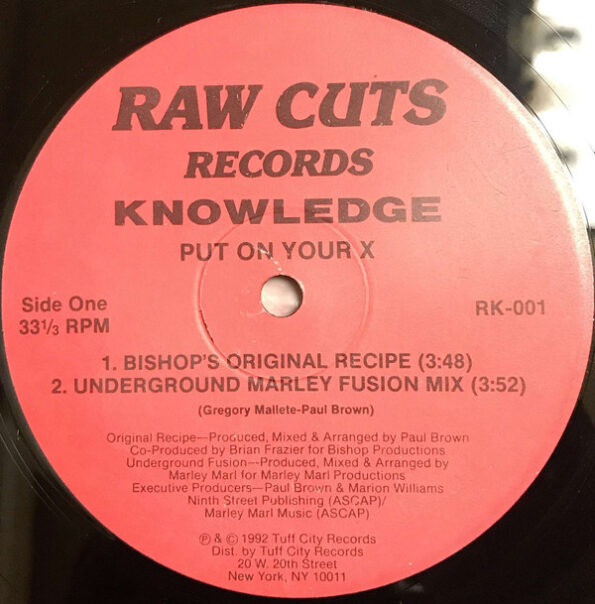 RAW CUTS
RECORDS
KNOWLEDGE
PUT ON YOUR X
Side One
33 1/3 RPM
RK-001
1. BISHOP'S ORIGINAL RECIPE (3:48)
2. UNDERGROUND MARLEY FUSION MIX (3:52)
(Gregory Mallete-Paul Brown)
Original Recipe—Produced, Mixed & Arranged by Paul Brown
Co-Produced by Brian Frazier for Bishop Productions
Underground Fusion—Produced, Mixed & Arranged by
Marley Marl for Marley Marl Productions
Executive Producers—Paul Brown & Marion Williams
Ninth Street Publishing (ASCAP)/
Marley Marl Music (ASCAP)
℗ & © 1992 Tuff City Records
Dist. by Tuff City Records
20 W. 20th Street
New York, NY 10011